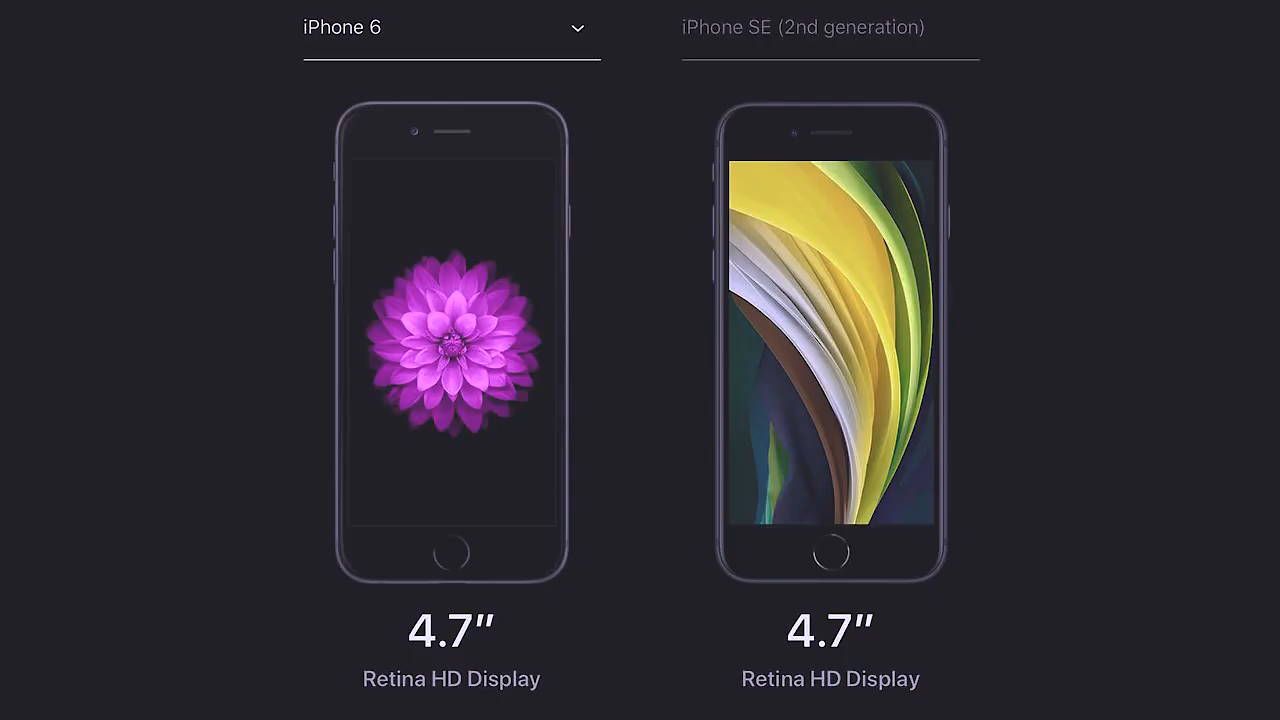 iPhone 6
iPhone SE (2nd generation)
4.7″
4.7″
Retina HD Display
Retina HD Display